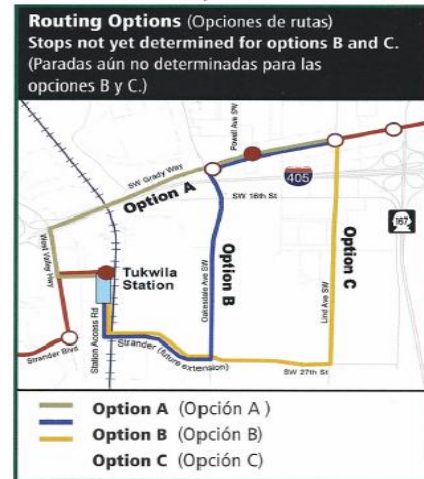 Routing Options (Opciones de rutas)
Stops not yet determined for options B and C.
(Paradas aún no determinadas para las
opciones B y C.)
Powell Ave SW
SW Grady Way
405
Option A
SW 16th St
167
West Valley Hwy
Tukwila
Station
Oakesdale Ave SW
Option B
Lind Ave SW
Option C
Station Access Rd
Strander Blvd
Strander (future extension)
SW 27th St
Option A (Opción A )
Option B (Opción B)
Option C (Opción C)